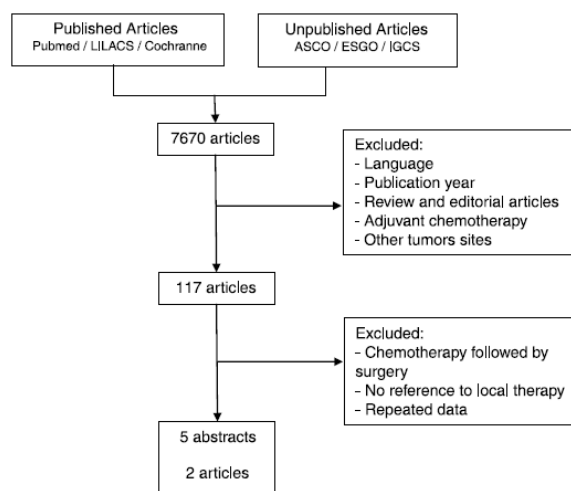 Published Articles
Pubmed / LILACS / Cochranne
Unpublished Articles
ASCO / ESGO / IGCS
7670 articles
Excluded:
- Language
- Publication year
- Review and editorial articles
- Adjuvant chemotherapy
- Other tumors sites
117 articles
Excluded:
- Chemotherapy followed by
surgery
- No reference to local therapy
- Repeated data
5 abstracts
2 articles